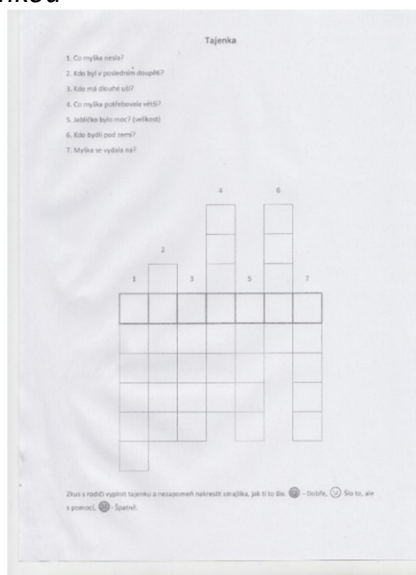 Tajenka
1. Co myška nesla?
2. Kdo byl v posledním doupěti?
3. Kdo má dlouhé uši?
4. Co myška potřebovala větší?
5. Jablíčko bylo moc? (velikost)
6. Kdo bydlí pod zemí?
7. Myška se vydala na?
4 6
2
1 3 5 7
Zkus s rodiči vyplnit tajenku a nezapomeň nakreslit smajlíka, jak ti to šlo. - Dobře, Šlo to, ale
s pomocí, - Špatně.